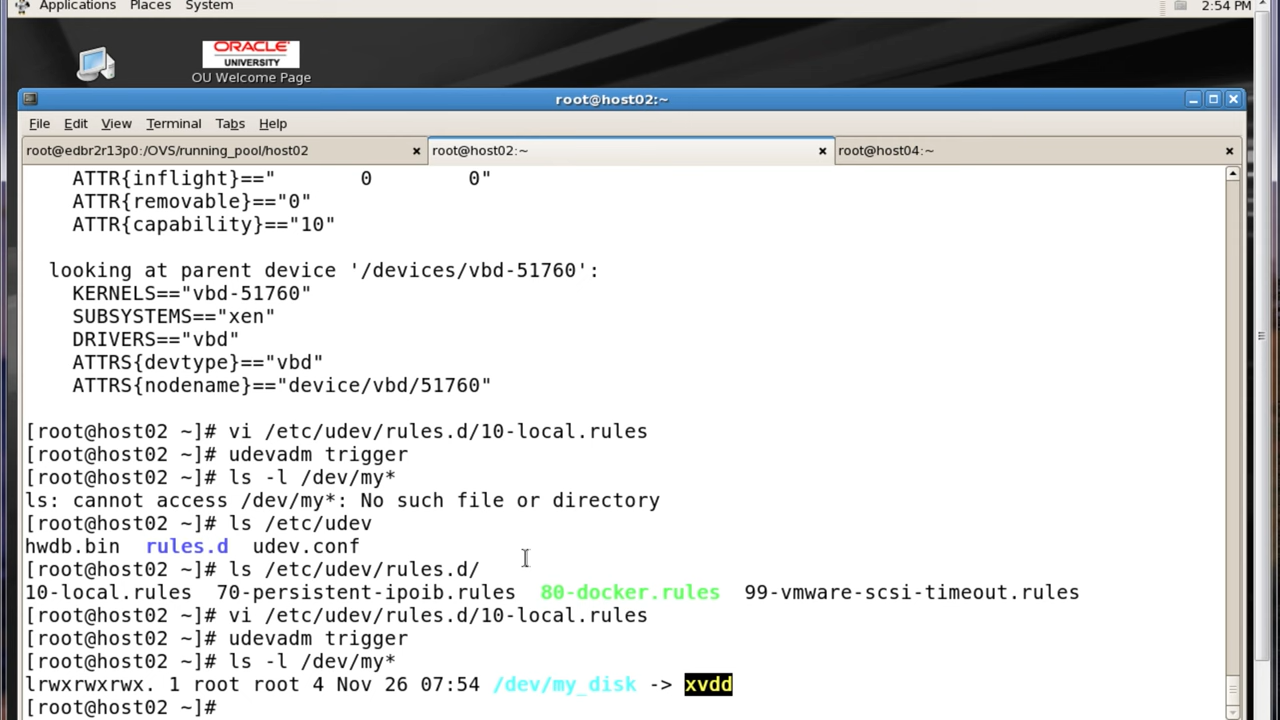 Applications Places System 2:54 PM
ORACLE
UNIVERSITY
OU Welcome Page
root@host02:~
File Edit View Terminal Tabs Help
root@edbr2r13p0:/OVS/running_pool/host02 root@host02:~ root@host04:~
ATTR{inflight}=="        0        0"
ATTR{removable}=="0"
ATTR{capability}=="10"
looking at parent device '/devices/vbd-51760':
KERNELS=="vbd-51760"
SUBSYSTEMS=="xen"
DRIVERS=="vbd"
ATTRS{devtype}=="vbd"
ATTRS{nodename}=="device/vbd/51760"
[root@host02 ~]# vi /etc/udev/rules.d/10-local.rules
[root@host02 ~]# udevadm trigger
[root@host02 ~]# ls -l /dev/my*
ls: cannot access /dev/my*: No such file or directory
[root@host02 ~]# ls /etc/udev
hwdb.bin  rules.d  udev.conf
[root@host02 ~]# ls /etc/udev/rules.d/
10-local.rules  70-persistent-ipoib.rules  80-docker.rules  99-vmware-scsi-timeout.rules
[root@host02 ~]# vi /etc/udev/rules.d/10-local.rules
[root@host02 ~]# udevadm trigger
[root@host02 ~]# ls -l /dev/my*
lrwxrwxrwx. 1 root root 4 Nov 26 07:54 /dev/my_disk -> xvdd
[root@host02 ~]#